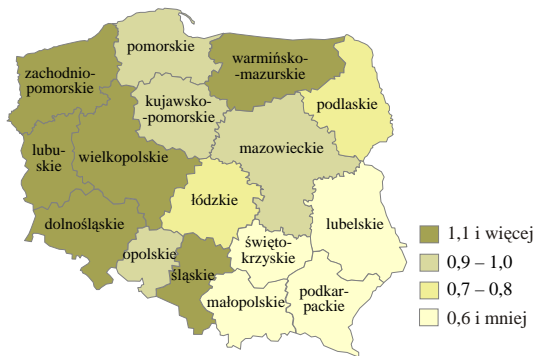 pomorskie
warmińsko-
-mazurskie
zachodnio-
pomorskie
podlaskie
kujawsko-
-pomorskie
lubu-
skie
wielkopolskie
mazowieckie
łódzkie
dolnośląskie
lubelskie
opolskie
śląskie
święto-
krzyskie
małopolskie
podkar-
packie
1,1 i więcej
0,9 – 1,0
0,7 – 0,8
0,6 i mniej